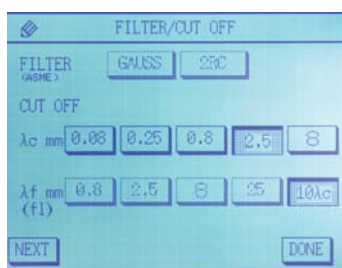 FILTER/CUT OFF
FILTER GAUSS 2RC
(ASME)
CUT OFF
λc mm 0.08 0.25 0.8 2.5 8
λf mm 0.8 2.5 8 25 10λc
(fl)
NEXT DONE